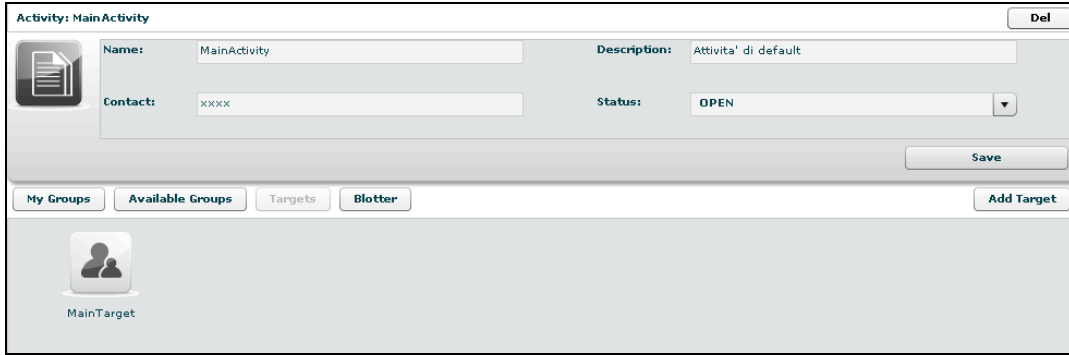 Activity: MainActivity Del
Name: MainActivity Description: Attivita' di default
Contact: xxxx Status: OPEN
Save
My Groups Available Groups Targets Blotter Add Target
MainTarget